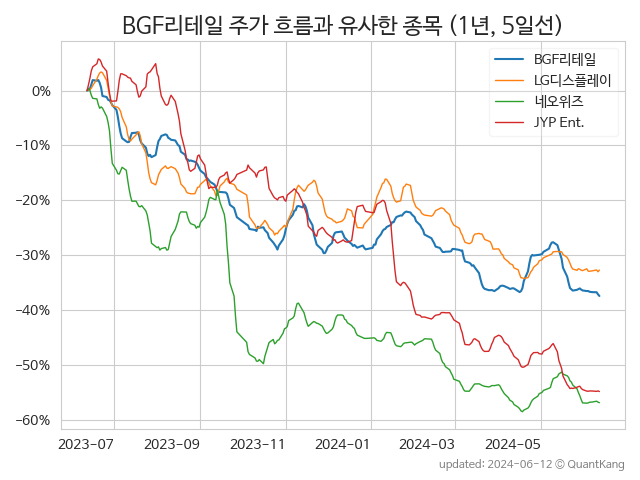 BGF리테일 주가 흐름과 유사한 종목 (1년, 5일선)
BGF리테일
LG디스플레이
네오위즈
JYP Ent.
0%
−10%
−20%
−30%
−40%
−50%
−60%
2023-07 2023-09 2023-11 2024-01 2024-03 2024-05
updated: 2024-06-12 © QuantKang